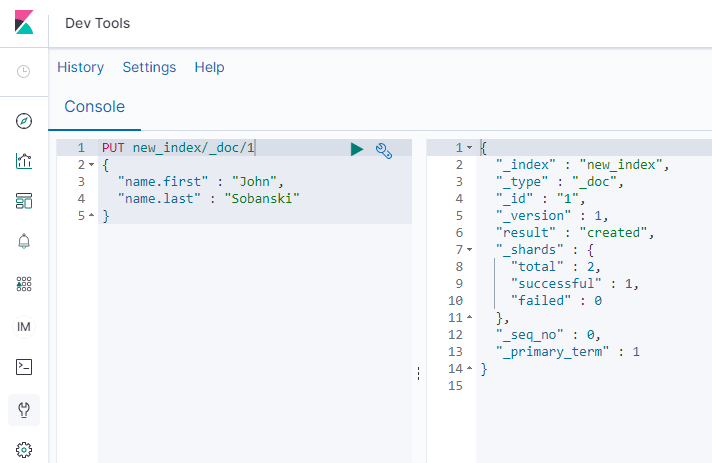 Dev Tools
History Settings Help
Console
1 PUT new_index/_doc/1
2 {
3 "name.first" : "John",
4 "name.last" : "Sobanski"
5 }
IM
1 {
2 "_index" : "new_index",
3 "_type" : "_doc",
4 "_id" : "1",
5 "_version" : 1,
6 "result" : "created",
7 "_shards" : {
8 "total" : 2,
9 "successful" : 1,
10 "failed" : 0
11 },
12 "_seq_no" : 0,
13 "_primary_term" : 1
14 }
15